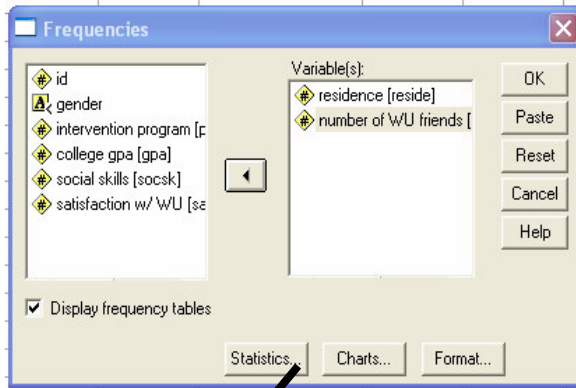 Frequencies
id
gender
intervention program [p
college gpa [gpa]
social skills [socsk]
satisfaction w/ WU [sa
Variable(s):
residence [reside]
number of WU friends [
OK
Paste
Reset
Cancel
Help
Display frequency tables
Statistics...
Charts...
Format...